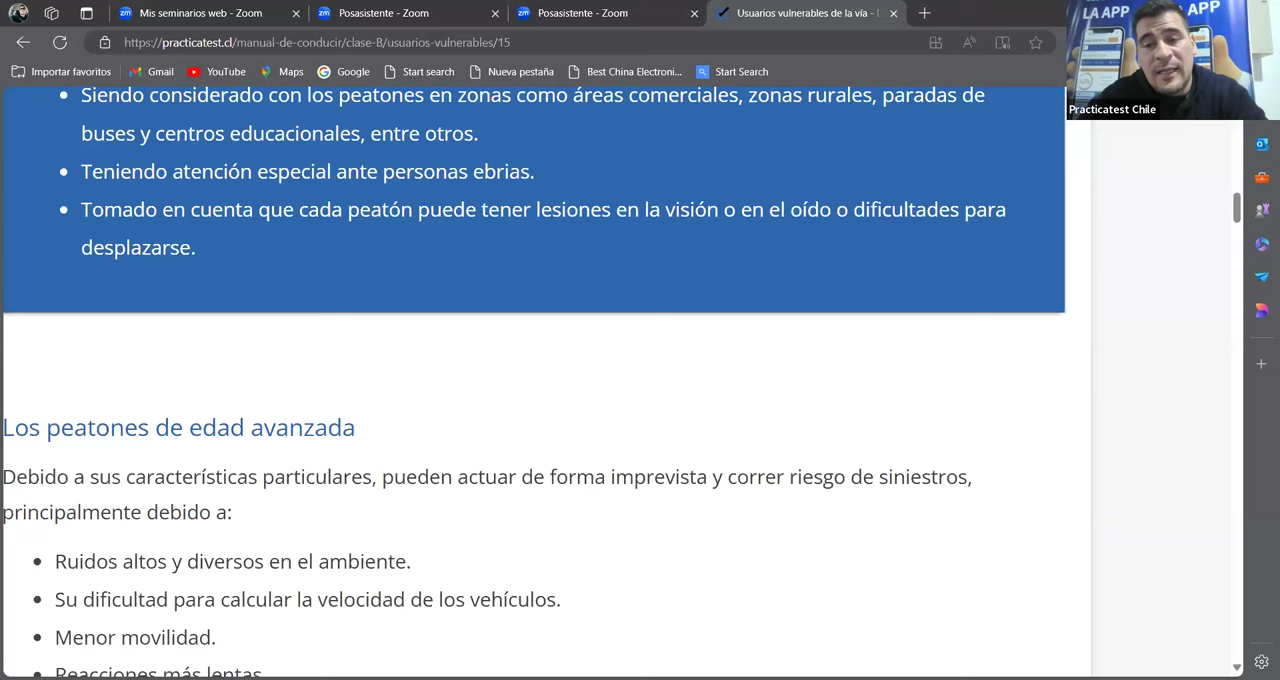 Mis seminarios web - Zoom
Posasistente - Zoom
Posasistente - Zoom
Usuarios vulnerables de la vía - L
https://practicatest.cl/manual-de-conducir/clase-B/usuarios-vulnerables/15
Importar favoritos
Gmail
YouTube
Maps
Google
Start search
Nueva pestaña
Best China Electroni...
Start Search
LA APP
APP
Practicatest Chile
Siendo considerado con los peatones en zonas como áreas comerciales, zonas rurales, paradas de
buses y centros educacionales, entre otros.
Teniendo atención especial ante personas ebrias.
Tomado en cuenta que cada peatón puede tener lesiones en la visión o en el oído o dificultades para
desplazarse.
Los peatones de edad avanzada
Debido a sus características particulares, pueden actuar de forma imprevista y correr riesgo de siniestros,
principalmente debido a:
Ruidos altos y diversos en el ambiente.
Su dificultad para calcular la velocidad de los vehículos.
Menor movilidad.
Reacciones más lentas